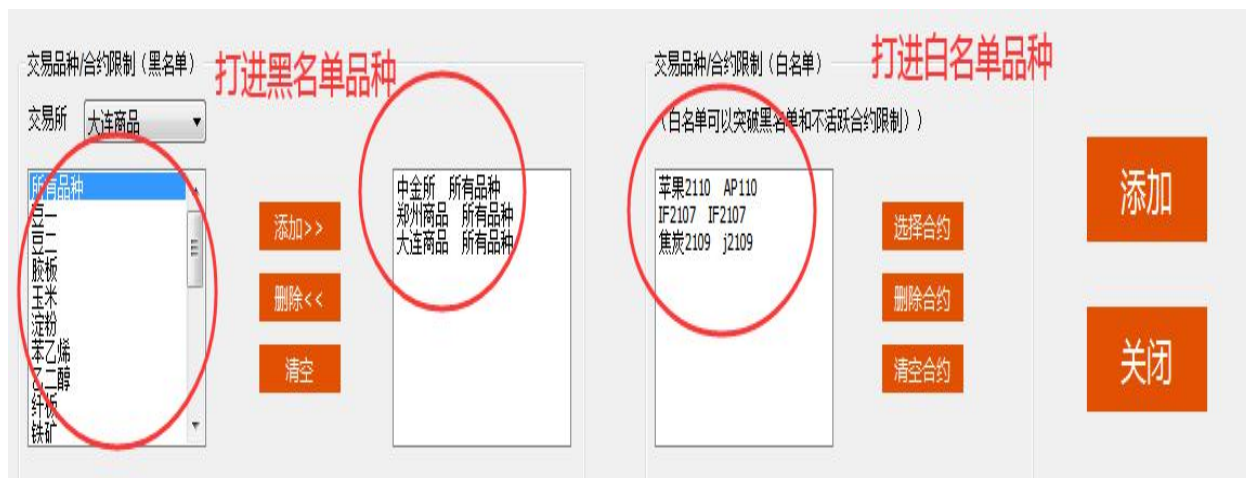 交易品种/合约限制（黑名单）
打进黑名单品种
交易所
大连商品
所有品种
豆一
豆二
胶板
玉米
淀粉
苯乙烯
乙二醇
纤板
铁矿
添加>>
删除<<
清空
中金所 所有品种
郑州商品 所有品种
大连商品 所有品种
交易品种/合约限制（白名单）
打进白名单品种
（白名单可以突破黑名单和不活跃合约限制））
苹果2110 AP110
IF2107 IF2107
焦炭2109 j2109
选择合约
删除合约
清空合约
添加
关闭